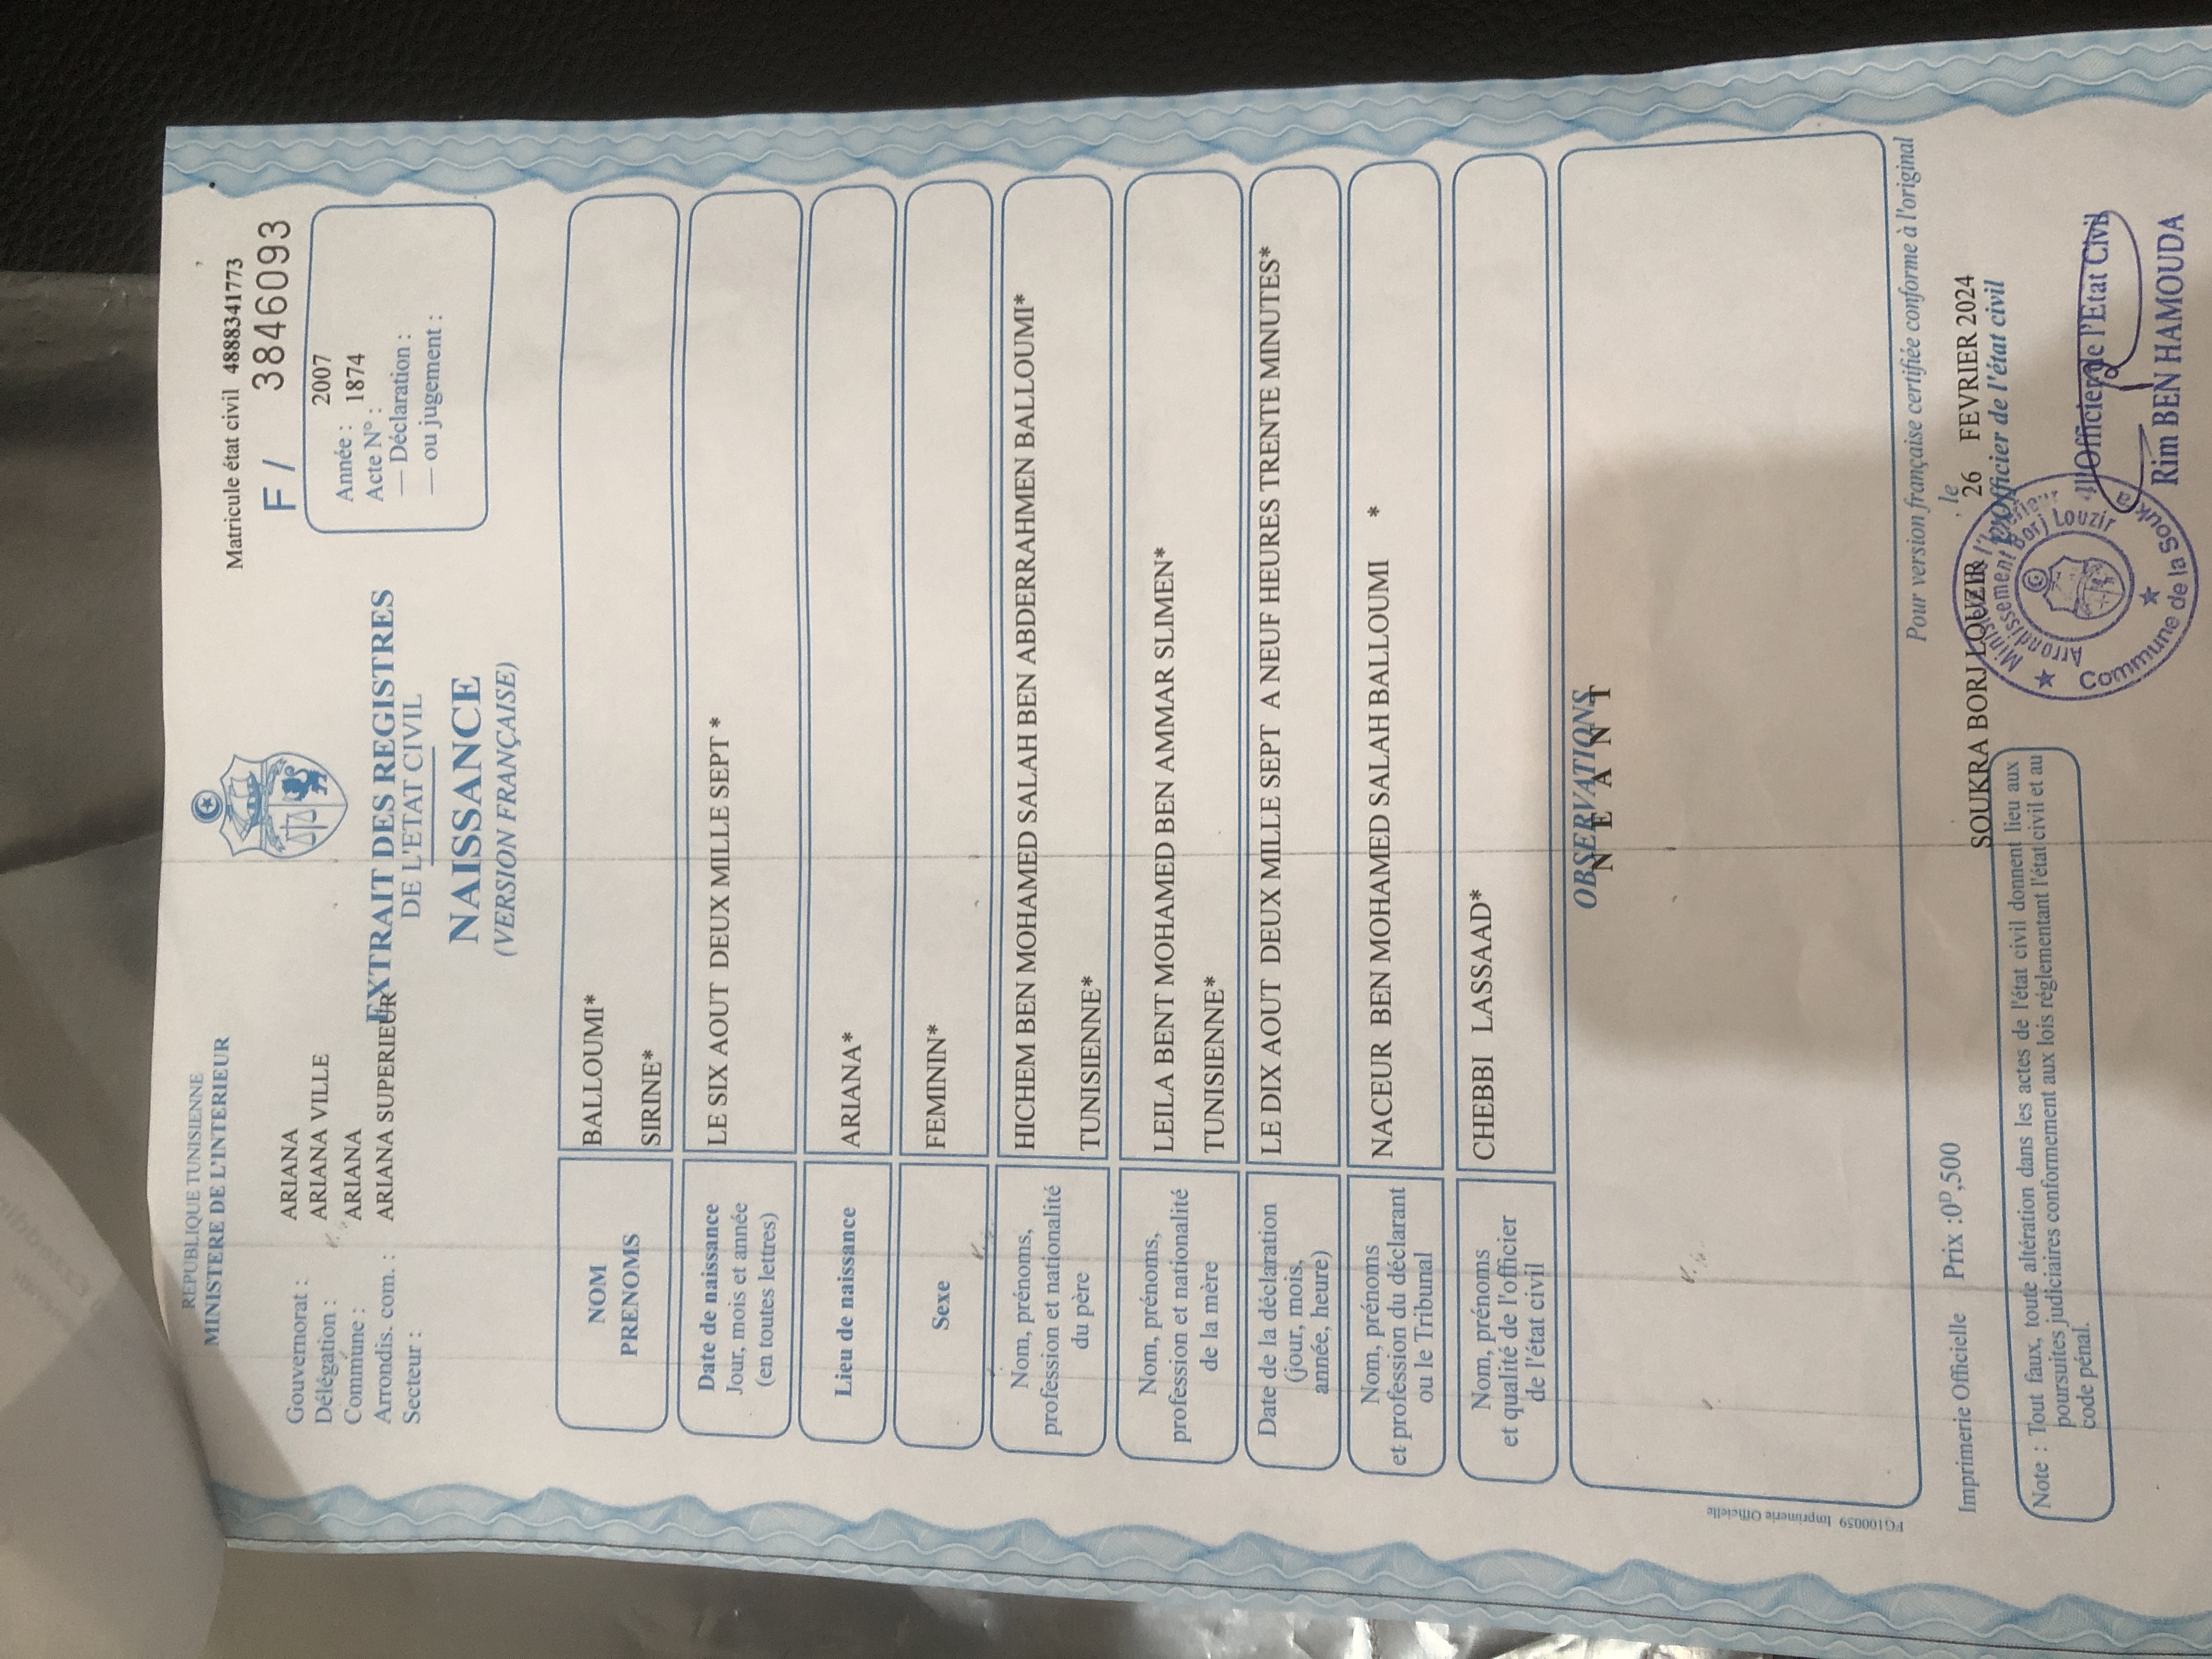 REPUBLIQUE TUNISIENNE
MINISTERE DE L'INTERIEUR
Matricule état civil 4888341773
F / 3846093
Gouvernorat : ARIANA
Délégation : ARIANA VILLE
Commune : ARIANA
Arrondis. com. : ARIANA SUPERIEUR
Secteur :
Année : 2007
Acte N° : 1874
— Déclaration :
— ou jugement :
EXTRAIT DES REGISTRES
DE L'ETAT CIVIL
NAISSANCE
(VERSION FRANÇAISE)
NOM BALLOUMI*
PRENOMS SIRINE*
Date de naissance
Jour, mois et année
(en toutes lettres)
LE SIX AOUT DEUX MILLE SEPT *
Lieu de naissance ARIANA*
Sexe FEMININ*
Nom, prénoms,
profession et nationalité
du père
HICHEM BEN MOHAMED SALAH BEN ABDERRAHMEN BALLOUMI*
TUNISIENNE*
Nom, prénoms,
profession et nationalité
de la mère
LEILA BENT MOHAMED BEN AMMAR SLIMEN*
TUNISIENNE*
Date de la déclaration
(jour, mois,
année, heure)
LE DIX AOUT DEUX MILLE SEPT A NEUF HEURES TRENTE MINUTES*
Nom, prénoms
et profession du déclarant
ou le Tribunal
NACEUR BEN MOHAMED SALAH BALLOUMI *
Nom, prénoms
et qualité de l'officier
de l'état civil
CHEBBI LASSAAD*
OBSERVATIONS
N E A N T
FG100059 Imprimerie Officielle
Pour version française certifiée conforme à l'original
Imprimerie Officielle Prix :0D,500
SOUKRA BORJ LOUZIR , le 26 FEVRIER 2024
l'Officier de l'état civil
Note : Tout faux, toute altération dans les actes de l'état civil donnent lieu aux
poursuites judiciaires conformement aux lois réglementant l'état civil et au
code pénal.
Arrondissement Borj Louzir
Commune de la Soukra
Officier de l'Etat Civil
Rim BEN HAMOUDA